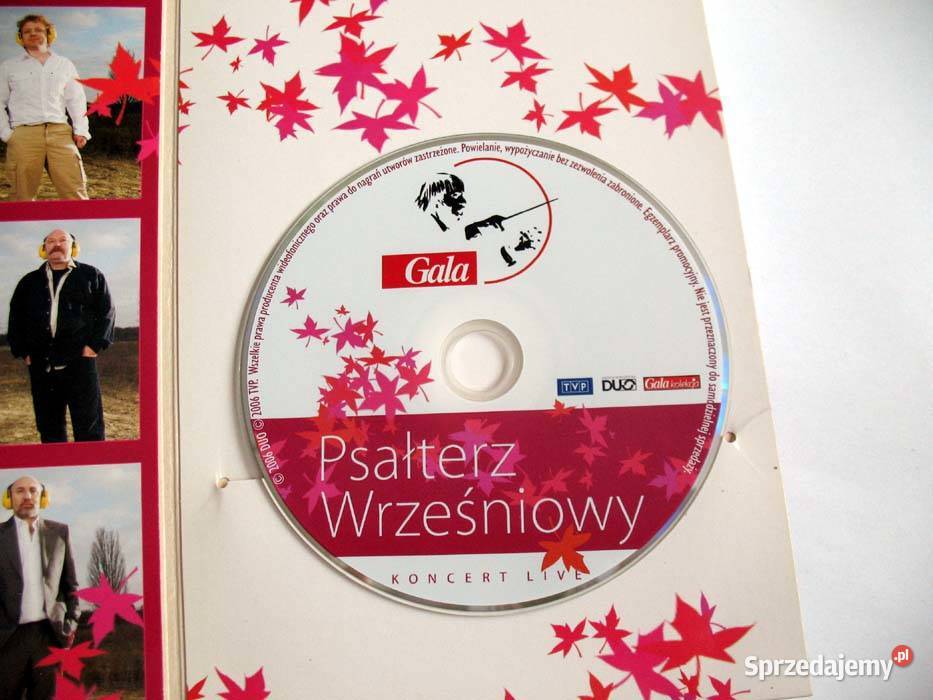 © 2006 DUO © 2006 TVP. Wszelkie prawa producenta wideofonicznego oraz prawa do nagrań utworów zastrzeżone. Powielanie, wypożyczanie bez zezwolenia zabronione. Egzemplarz promocyjny. Nie jest przeznaczony do samodzielnej sprzedaży.
Gala
TVP DUO Gala kolekcja
Psałterz
Wrześniowy
KONCERT LIVE
Sprzedajemy.pl